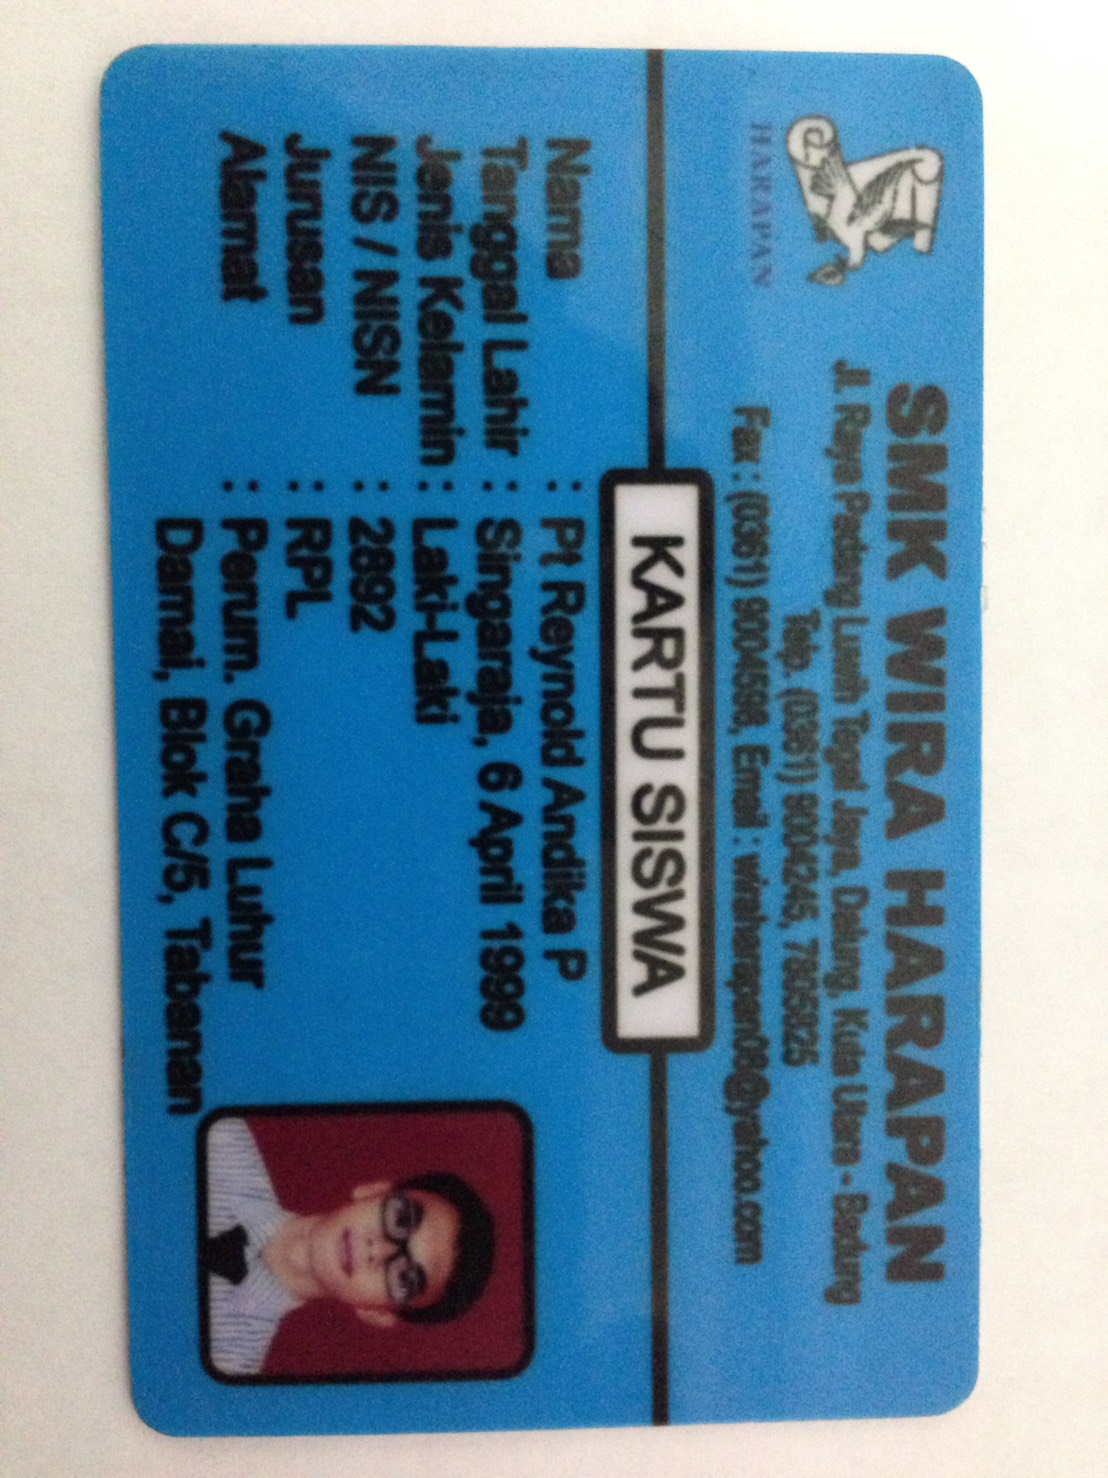 SMK WIRA HARAPAN
Jl. Raya Padang Luwih Tegal Jaya, Dalung, Kuta Utara - Badung
Telp. (0361) 9004245, 7805825
Fax : (0361) 9004596, Email : wiraharapan08@yahoo.com
HARAPAN
KARTU SISWA
Nama : Pt Reynold Andika P
Tanggal Lahir : Singaraja, 6 April 1999
Jenis Kelamin : Laki-Laki
NIS / NISN : 2892
Jurusan : RPL
Alamat : Perum. Graha Luhur
Damai, Blok C/5, Tabanan